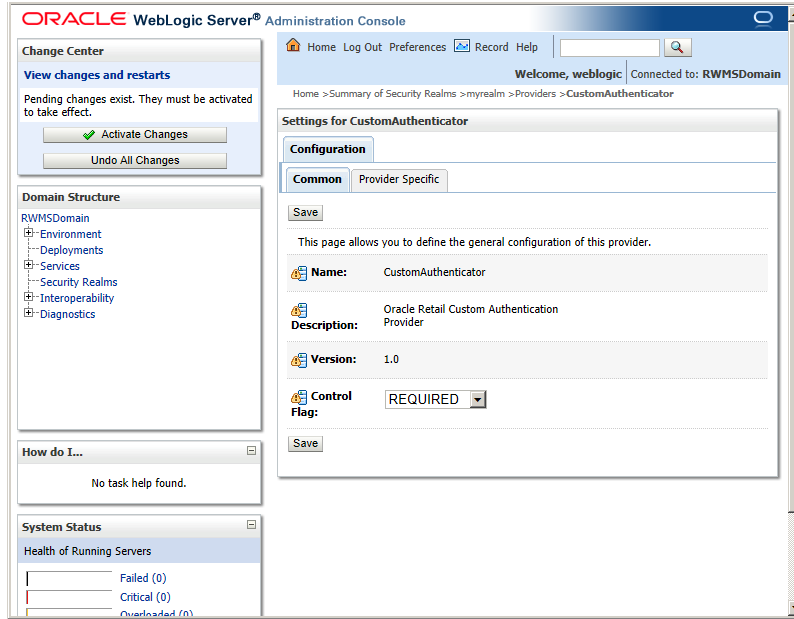 ORACLE WebLogic Server® Administration Console
Change Center
View changes and restarts
Pending changes exist. They must be activated
to take effect.
Activate Changes
Undo All Changes
Domain Structure
RWMSDomain
Environment
Deployments
Services
Security Realms
Interoperability
Diagnostics
How do I...
No task help found.
System Status
Health of Running Servers
Failed (0)
Critical (0)
Overloaded (0)
Home Log Out Preferences Record Help
Welcome, weblogic Connected to: RWMSDomain
Home >Summary of Security Realms >myrealm >Providers >CustomAuthenticator
Settings for CustomAuthenticator
Configuration
Common Provider Specific
Save
This page allows you to define the general configuration of this provider.
Name: CustomAuthenticator
Description: Oracle Retail Custom Authentication
Provider
Version: 1.0
Control
Flag: REQUIRED
Save